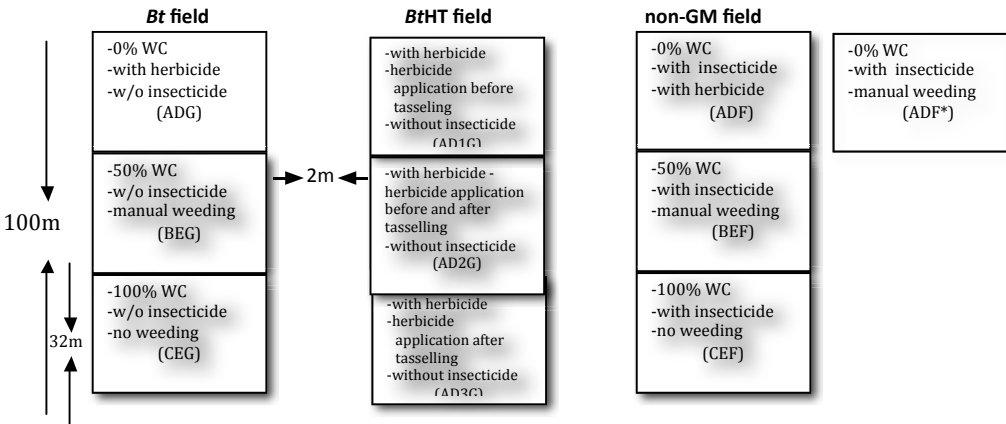 Bt field
BtHT field
non-GM field
-0% WC
-with herbicide
-w/o insecticide
(ADG)
-50% WC
-w/o insecticide
-manual weeding
(BEG)
-100% WC
-w/o insecticide
-no weeding
(CEG)
100m
32m
2m
-with herbicide
-herbicide
application before
tasseling
-without insecticide
(AD1G)
-with herbicide -
herbicide application
before and after
tasselling
-without insecticide
(AD2G)
-with herbicide
-herbicide
application after
tasselling
-without insecticide
(AD3G)
-0% WC
-with insecticide
-with herbicide
(ADF)
-50% WC
-with insecticide
-manual weeding
(BEF)
-100% WC
-with insecticide
-no weeding
(CEF)
-0% WC
-with insecticide
-manual weeding
(ADF*)